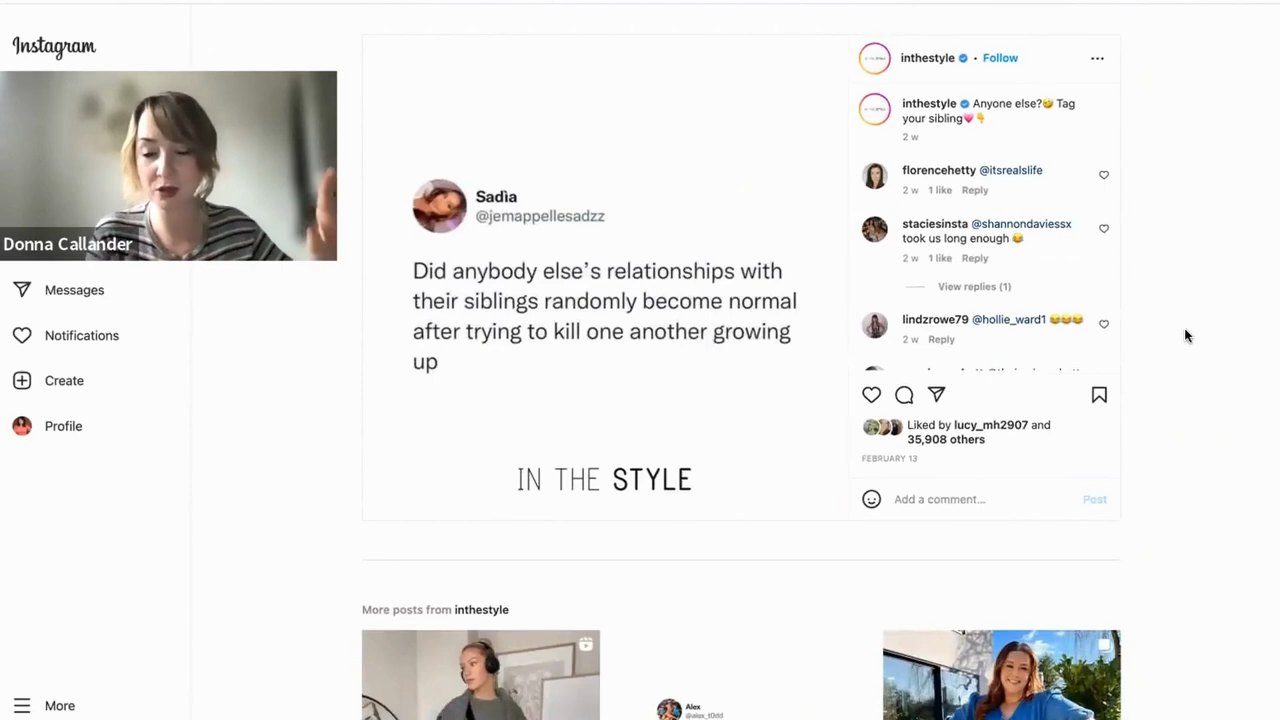 Instagram
Donna Callander
Messages
Notifications
Create
Profile
More
Sadìa
@jemappellesadzz
Did anybody else's relationships with
their siblings randomly become normal
after trying to kill one another growing
up
IN THE STYLE
inthestyle • Follow
inthestyle Anyone else?🤣 Tag
your sibling💗👇
2 w
florencehetty @itsrealslife
2 w 1 like Reply
staciesinsta @shannondaviessx
took us long enough 😂
2 w 1 like Reply
View replies (1)
lindzrowe79 @hollie_ward1 😂😂😂
2 w Reply
Liked by lucy_mh2907 and
35,908 others
FEBRUARY 13
Add a comment... Post
More posts from inthestyle
Alex
@alex_t0dd